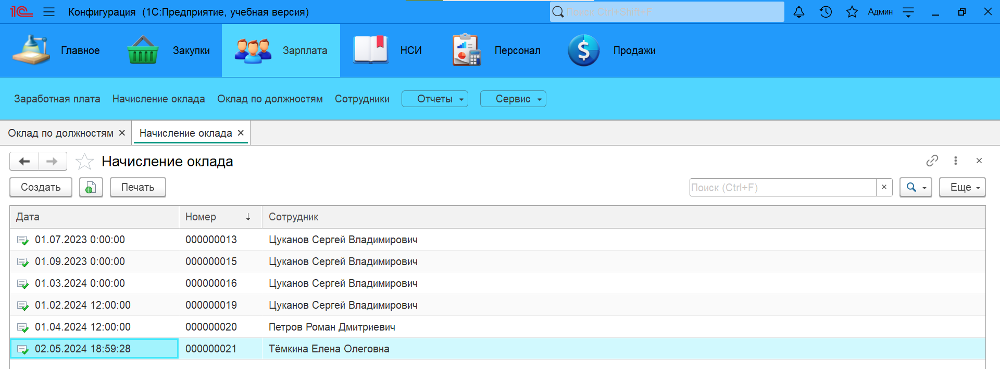 1С Конфигурация (1С:Предприятие, учебная версия) Поиск Ctrl+Shift+F Админ
Главное Закупки Зарплата НСИ Персонал Продажи
Заработная плата Начисление оклада Оклад по должностям Сотрудники Отчеты Сервис
Оклад по должностям Начисление оклада
Начисление оклада
Создать Печать Поиск (Ctrl+F) × Еще
Дата Номер ↓ Сотрудник
01.07.2023 0:00:00 000000013 Цуканов Сергей Владимирович
01.09.2023 0:00:00 000000015 Цуканов Сергей Владимирович
01.03.2024 0:00:00 000000016 Цуканов Сергей Владимирович
01.02.2024 12:00:00 000000019 Цуканов Сергей Владимирович
01.04.2024 12:00:00 000000020 Петров Роман Дмитриевич
02.05.2024 18:59:28 000000021 Тёмкина Елена Олеговна